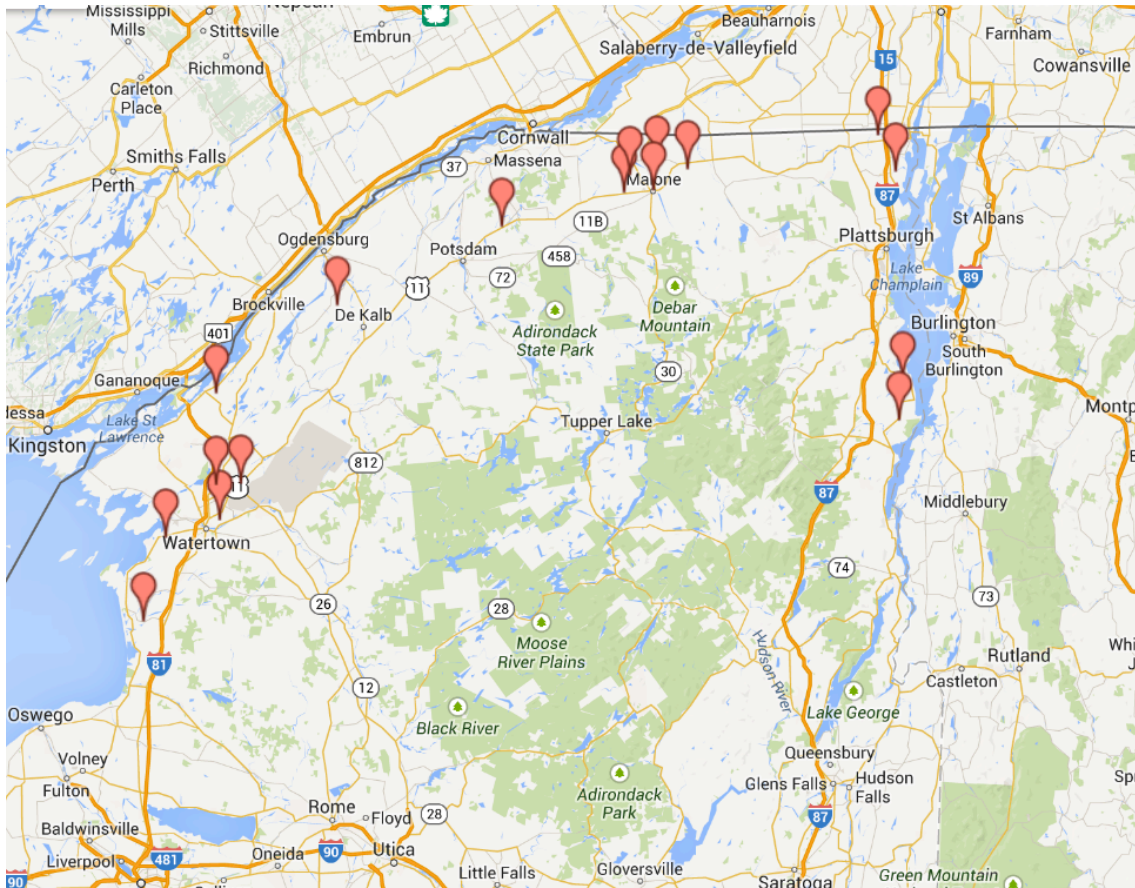 Mississippi
Mills
Stittsville
Richmond
Embrun
Beauharnois
Salaberry-de-Valleyfield
15
Farnham
Cowansville
Carleton
Place
Cornwall
Smiths Falls
Perth
37
Massena
Malone
87
St Albans
11B
Ogdensburg
Potsdam
458
72
11
Plattsburgh
Lake
Champlain
89
Brockville
De Kalb
Debar
Mountain
Adirondack
State Park
401
Burlington
South
Burlington
Gananoque
30
Lake St
Lawrence
Kingston
Tupper Lake
812
11
87
Middlebury
Watertown
74
26
28
73
Moose
River Plains
Hudson River
81
Rutland
Castleton
12
Lake George
Oswego
Black River
Volney
Fulton
Queensbury
Glens Falls
Hudson
Falls
Adirondack
Park
Rome
Floyd
28
87
Baldwinsville
Liverpool
481
Oneida
90
Utica
90
Little Falls
Gloversville
Saratoga
Green Mountain